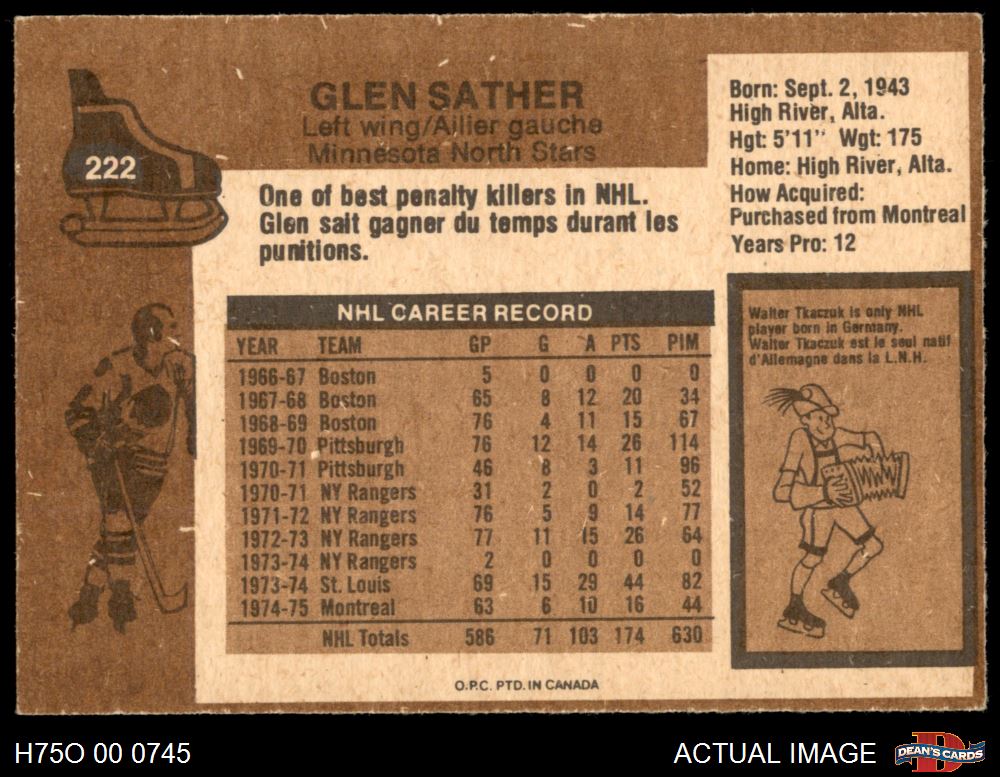 222
GLEN SATHER
Left wing/Ailier gauche
Minnesota North Stars
One of best penalty killers in NHL.
Glen sait gagner du temps durant les
punitions.
Born: Sept. 2, 1943
High River, Alta.
Hgt: 5'11" Wgt: 175
Home: High River, Alta.
How Acquired:
Purchased from Montreal
Years Pro: 12
NHL CAREER RECORD
YEAR TEAM GP G A PTS PIM
1966-67 Boston 5 0 0 0 0
1967-68 Boston 65 8 12 20 34
1968-69 Boston 76 4 11 15 67
1969-70 Pittsburgh 76 12 14 26 114
1970-71 Pittsburgh 46 8 3 11 96
1970-71 NY Rangers 31 2 0 2 52
1971-72 NY Rangers 76 5 9 14 77
1972-73 NY Rangers 77 11 15 26 64
1973-74 NY Rangers 2 0 0 0 0
1973-74 St. Louis 69 15 29 44 82
1974-75 Montreal 63 6 10 16 44
NHL Totals 586 71 103 174 630
Walter Tkaczuk is only NHL
player born in Germany.
Walter Tkaczuk est le seul natif
d'Allemagne dans la L.N.H.
O.P.C. PTD. IN CANADA
H75O 00 0745
ACTUAL IMAGE
DEAN'S CARDS